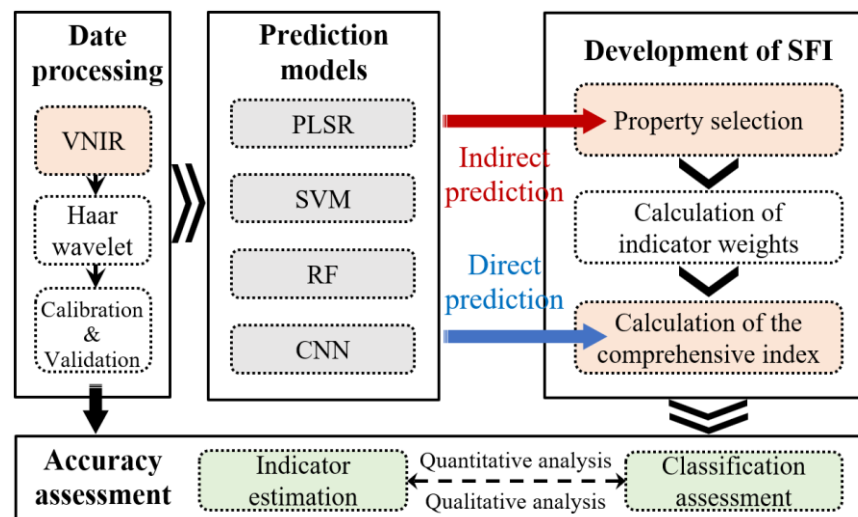 Date
processing
VNIR
Haar
wavelet
Calibration
&
Validation
Prediction
models
PLSR
SVM
RF
CNN
Indirect
prediction
Direct
prediction
Development of SFI
Property selection
Calculation of
indicator weights
Calculation of the
comprehensive index
Accuracy
assessment
Indicator
estimation
Quantitative analysis
Qualitative analysis
Classification
assessment